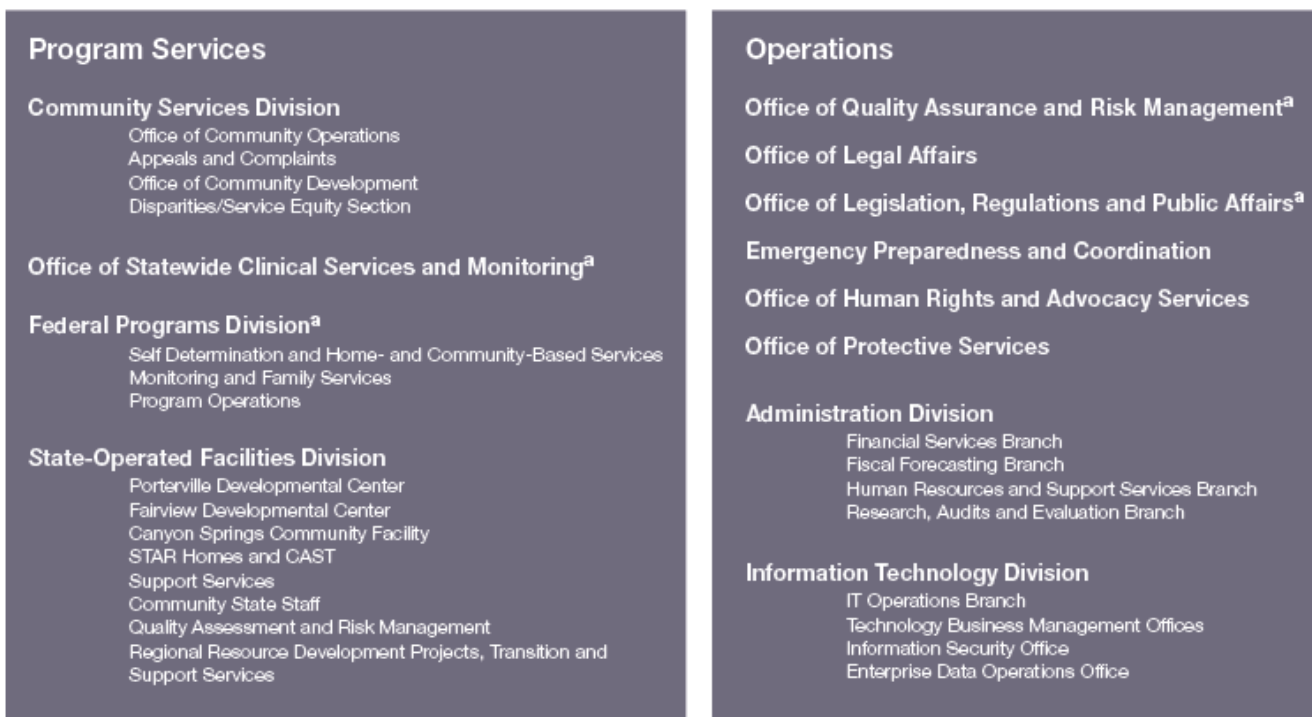 Program Services
Community Services Division
Office of Community Operations
Appeals and Complaints
Office of Community Development
Disparities/Service Equity Section
Office of Statewide Clinical Services and Monitoringª
Federal Programs Divisionª
Self Determination and Home- and Community-Based Services
Monitoring and Family Services
Program Operations
State-Operated Facilities Division
Porterville Developmental Center
Fairview Developmental Center
Canyon Springs Community Facility
STAR Homes and CAST
Support Services
Community State Staff
Quality Assessment and Risk Management
Regional Resource Development Projects, Transition and
Support Services
Operations
Office of Quality Assurance and Risk Managementª
Office of Legal Affairs
Office of Legislation, Regulations and Public Affairsª
Emergency Preparedness and Coordination
Office of Human Rights and Advocacy Services
Office of Protective Services
Administration Division
Financial Services Branch
Fiscal Forecasting Branch
Human Resources and Support Services Branch
Research, Audits and Evaluation Branch
Information Technology Division
IT Operations Branch
Technology Business Management Offices
Information Security Office
Enterprise Data Operations Office